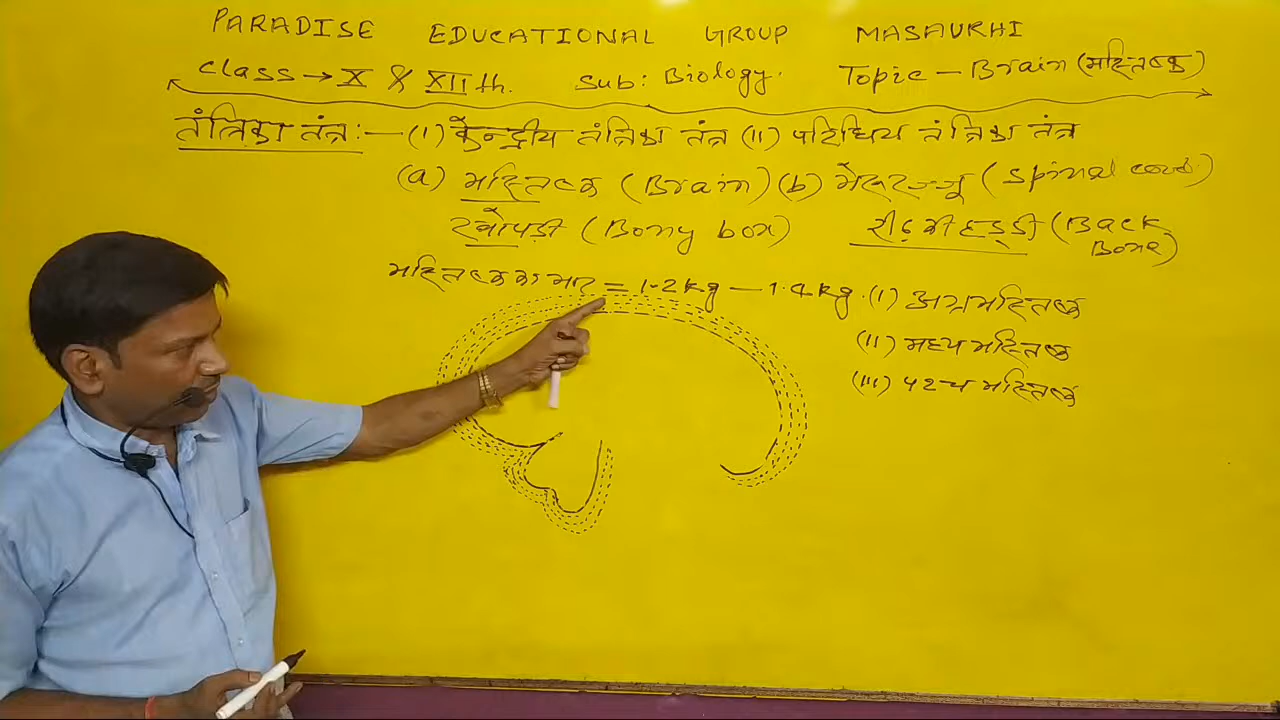 PARADISE EDUCATIONAL GROUP MASAURHI
Class → X & XII th. Sub: Biology. Topic – Brain (मस्तिष्क)
तंत्रिका तंत्र:— (I) केन्द्रीय तंत्रिका तंत्र (II) परिधिय तंत्रिका तंत्र
(a) मस्तिष्क (Brain) (b) मेरूरज्जू (Spinal cord)
खोपड़ी (Bony box) रीढ़ की हड्डी (Back Bone)
मस्तिष्क का भार = 1.2 kg — 1.4 kg. (I) अग्र मस्तिष्क
(II) मध्य मस्तिष्क
(III) पश्च मस्तिष्क